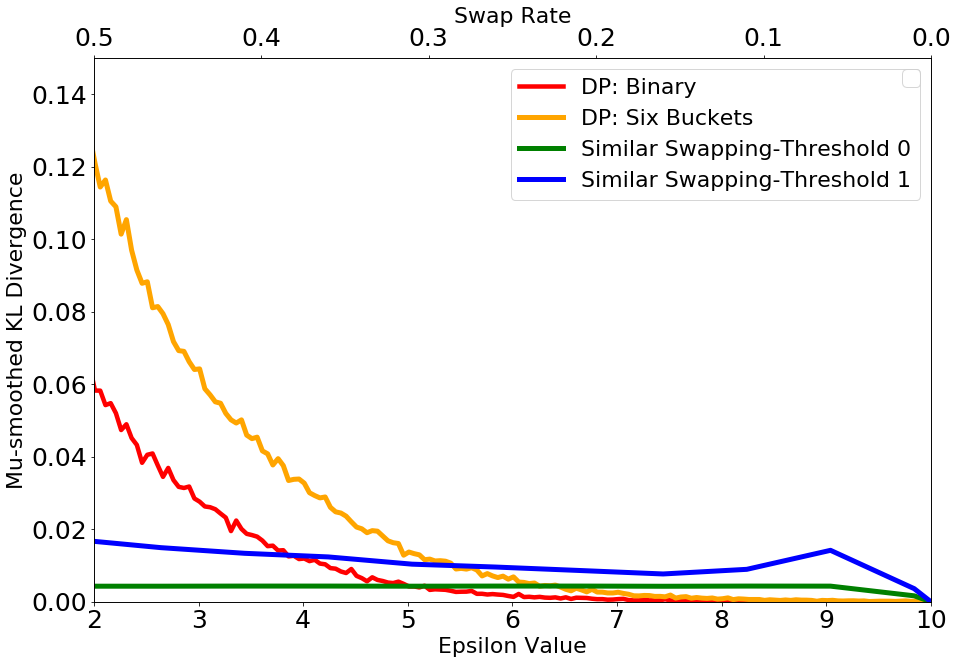 Swap Rate
0.5 0.4 0.3 0.2 0.1 0.0
DP: Binary
DP: Six Buckets
Similar Swapping-Threshold 0
Similar Swapping-Threshold 1
Mu-smoothed KL Divergence
0.14
0.12
0.10
0.08
0.06
0.04
0.02
0.00
2 3 4 5 6 7 8 9 10
Epsilon Value